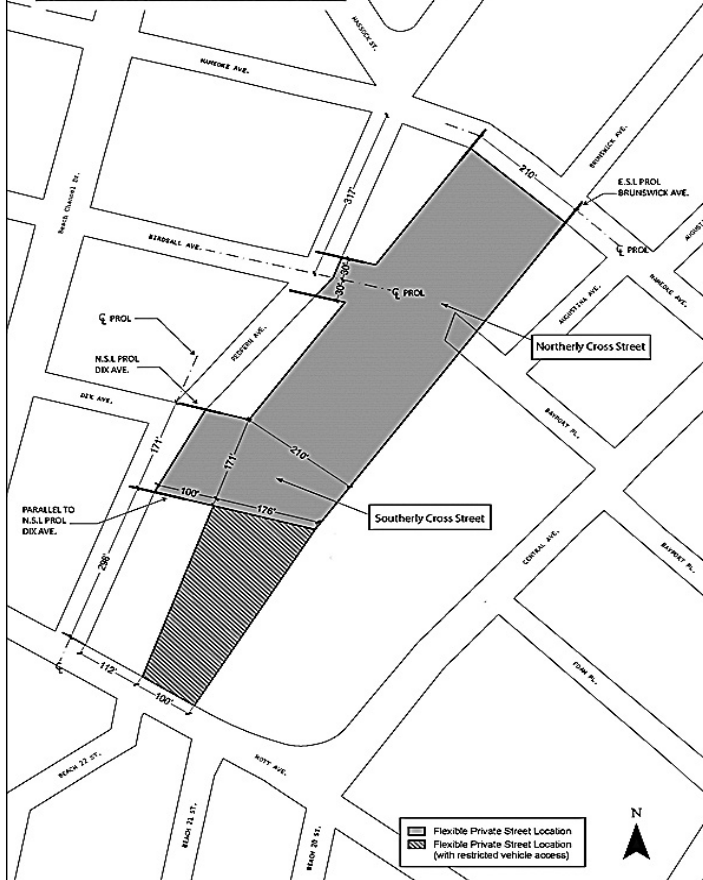 HASSOCK ST.
NAMEOKE AVE.
BRUNSWICK AVE.
210'
E.S.L PROL
BRUNSWICK AVE.
Beach Channel Dr.
317'
BIRDSALL AVE.
30'
30'
℄ PROL
℄ PROL
NAMEOKE AVE.
AUGUSTINA AVE.
Northerly Cross Street
℄ PROL
REDFERN AVE.
N.S.L PROL
DIX AVE.
DIX AVE.
BAYPORT PL.
171'
171'
210'
100'
176'
Southerly Cross Street
PARALLEL TO
N.S.L PROL
DIX AVE.
298'
CENTRAL AVE.
BAYPORT PL.
FOAM PL.
℄
112'
100'
MOTT AVE.
BEACH 22 ST.
BEACH 21 ST.
BEACH 20 ST.
N
Flexible Private Street Location
Flexible Private Street Location
(with restricted vehicle access)